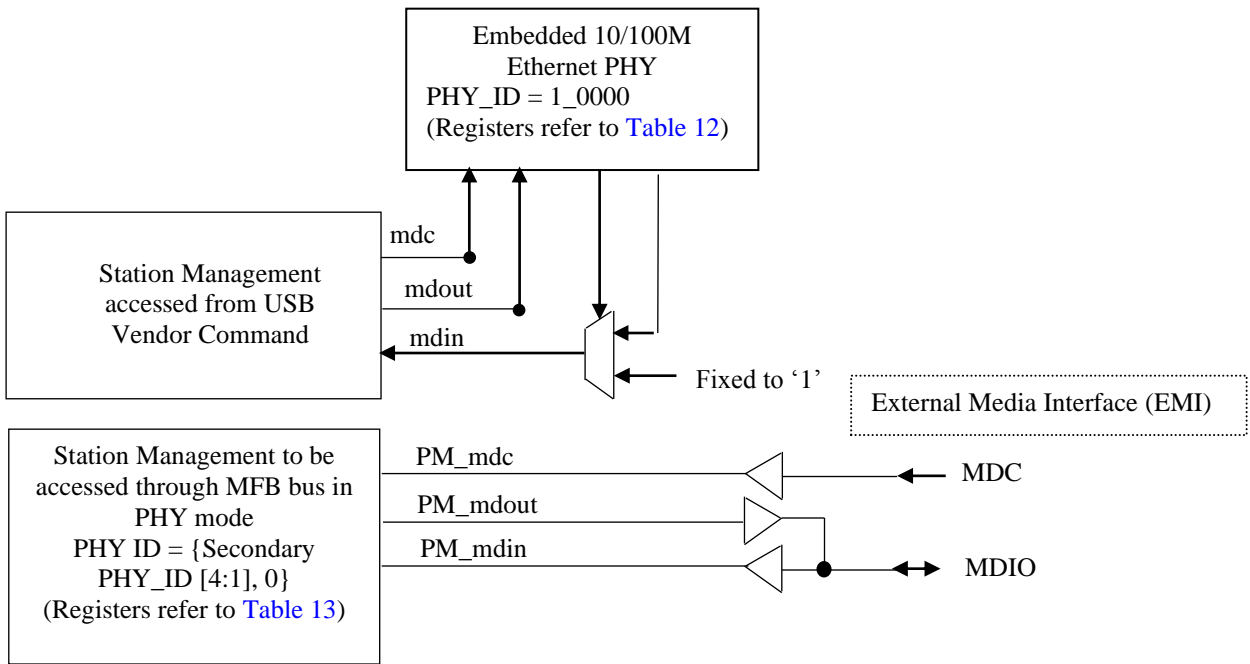 Embedded 10/100M
Ethernet PHY
PHY_ID = 1_0000
(Registers refer to Table 12)
mdc
Station Management
accessed from USB
Vendor Command
mdout
mdin
Fixed to ‘1’
External Media Interface (EMI)
Station Management to be
accessed through MFB bus in
PHY mode
PHY ID = {Secondary
PHY_ID [4:1], 0}
(Registers refer to Table 13)
PM_mdc
MDC
PM_mdout
PM_mdin
MDIO